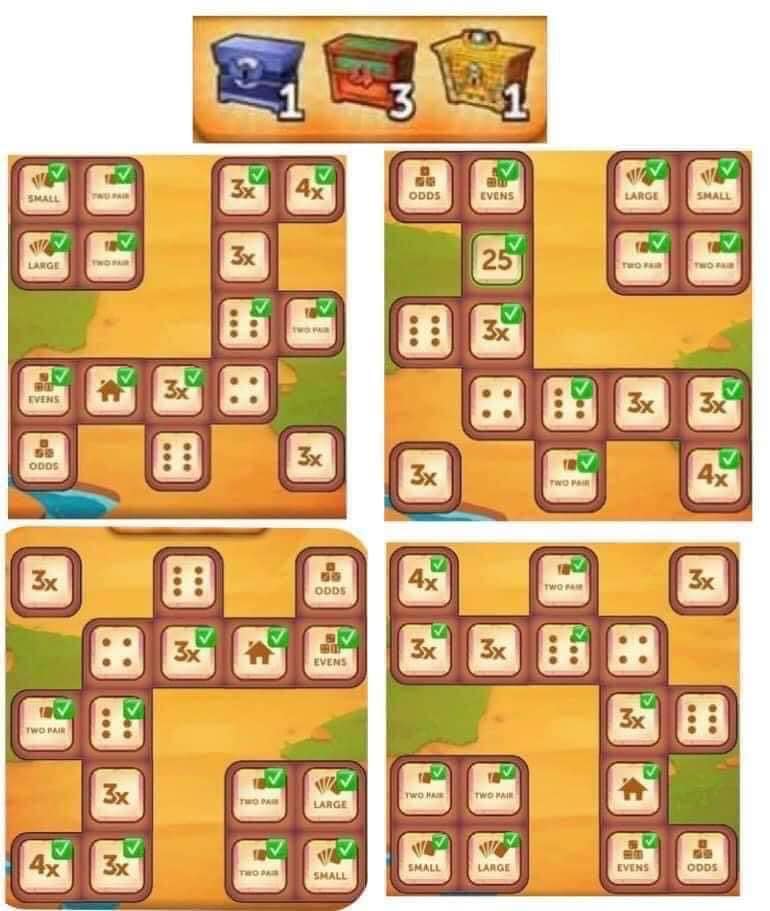 1 3 1
SMALL TWO PAIR 3x 4x
LARGE TWO PAIR 3x
TWO PAIR
EVENS 3x
ODDS 3x
ODDS EVENS LARGE SMALL
25 TWO PAIR TWO PAIR
3x
3x 3x
3x TWO PAIR 4x
3x ODDS
3x EVENS
TWO PAIR
3x TWO PAIR LARGE
4x 3x TWO PAIR SMALL
4x TWO PAIR 3x
3x 3x
3x
TWO PAIR TWO PAIR
SMALL LARGE EVENS ODDS